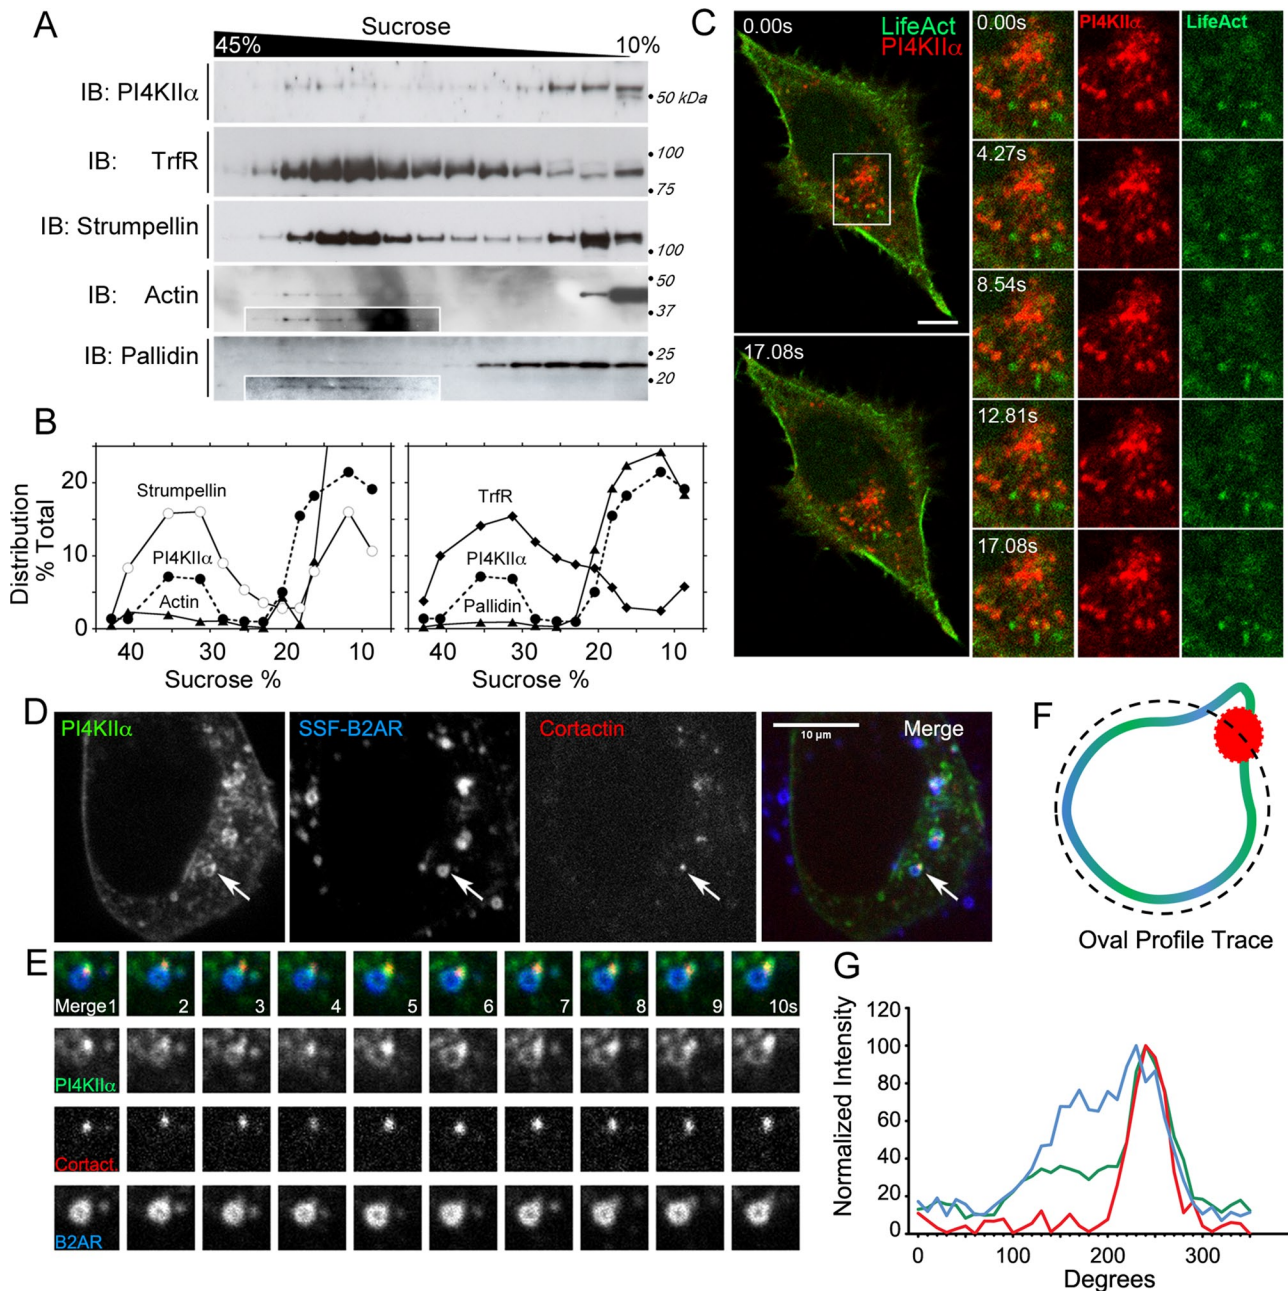 A
Sucrose
45%
10%
IB: PI4KIIα
50 kDa
IB: TrfR
100
75
IB: Strumpellin
100
IB: Actin
50
37
IB: Pallidin
25
20
B
Distribution
% Total
20
10
0
Strumpellin
PI4KIIα
Actin
40 30 20 10
Sucrose %
TrfR
PI4KIIα
Pallidin
40 30 20 10
Sucrose %
C
0.00s
LifeAct
PI4KIIα
17.08s
0.00s
PI4KIIα
LifeAct
4.27s
8.54s
12.81s
17.08s
D
PI4KIIα
SSF-B2AR
Cortactin
10 µm
Merge
E
Merge1 2 3 4 5 6 7 8 9 10s
PI4KIIα
Cortact.
B2AR
F
Oval Profile Trace
G
Normalized Intensity
120
100
80
60
40
20
0
0 100 200 300
Degrees